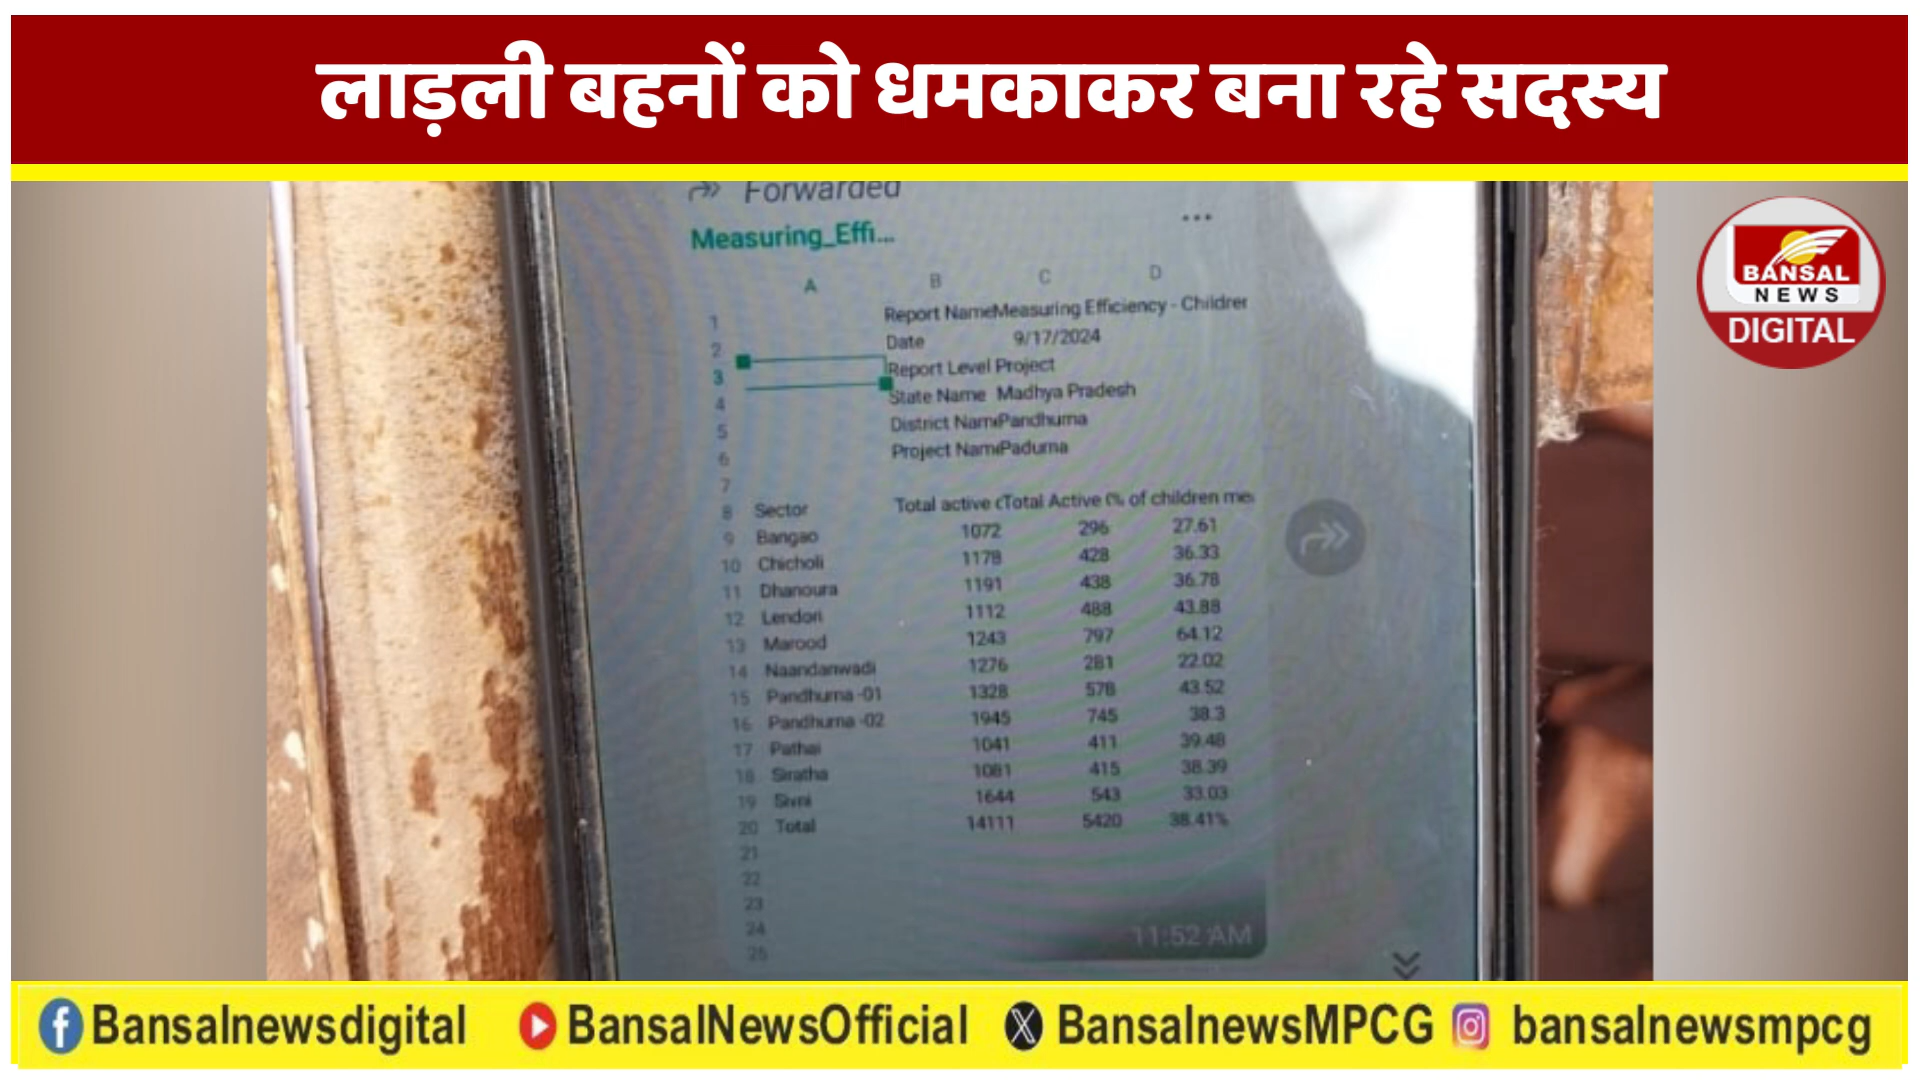 लाड़ली बहनों को धमकाकर बना रहे सदस्य
Forwarded
Measuring_Effi...
...
A B C D
1 Report NameMeasuring Efficiency - Childrer
2 Date 9/17/2024
3 Report Level Project
4 State Name Madhya Pradesh
5 District NamePandhurna
6 Project NamePadurna
7
8 Sector Total active cTotal Active (% of children mea
9 Bangao 1072 296 27.61
10 Chicholi 1178 428 36.33
11 Dhanoura 1191 438 36.78
12 Lendori 1112 488 43.88
13 Marood 1243 797 64.12
14 Naandanwadi 1276 281 22.02
15 Pandhurna -01 1328 578 43.52
16 Pandhurna -02 1945 745 38.3
17 Pathai 1041 411 39.48
18 Siratha 1081 415 38.39
19 Sivni 1644 543 33.03
20 Total 14111 5420 38.41%
21
22
23
24
25
11:52 AM
BANSAL
NEWS
DIGITAL
Bansalnewsdigital BansalNewsOfficial BansalnewsMPCG bansalnewsmpcg